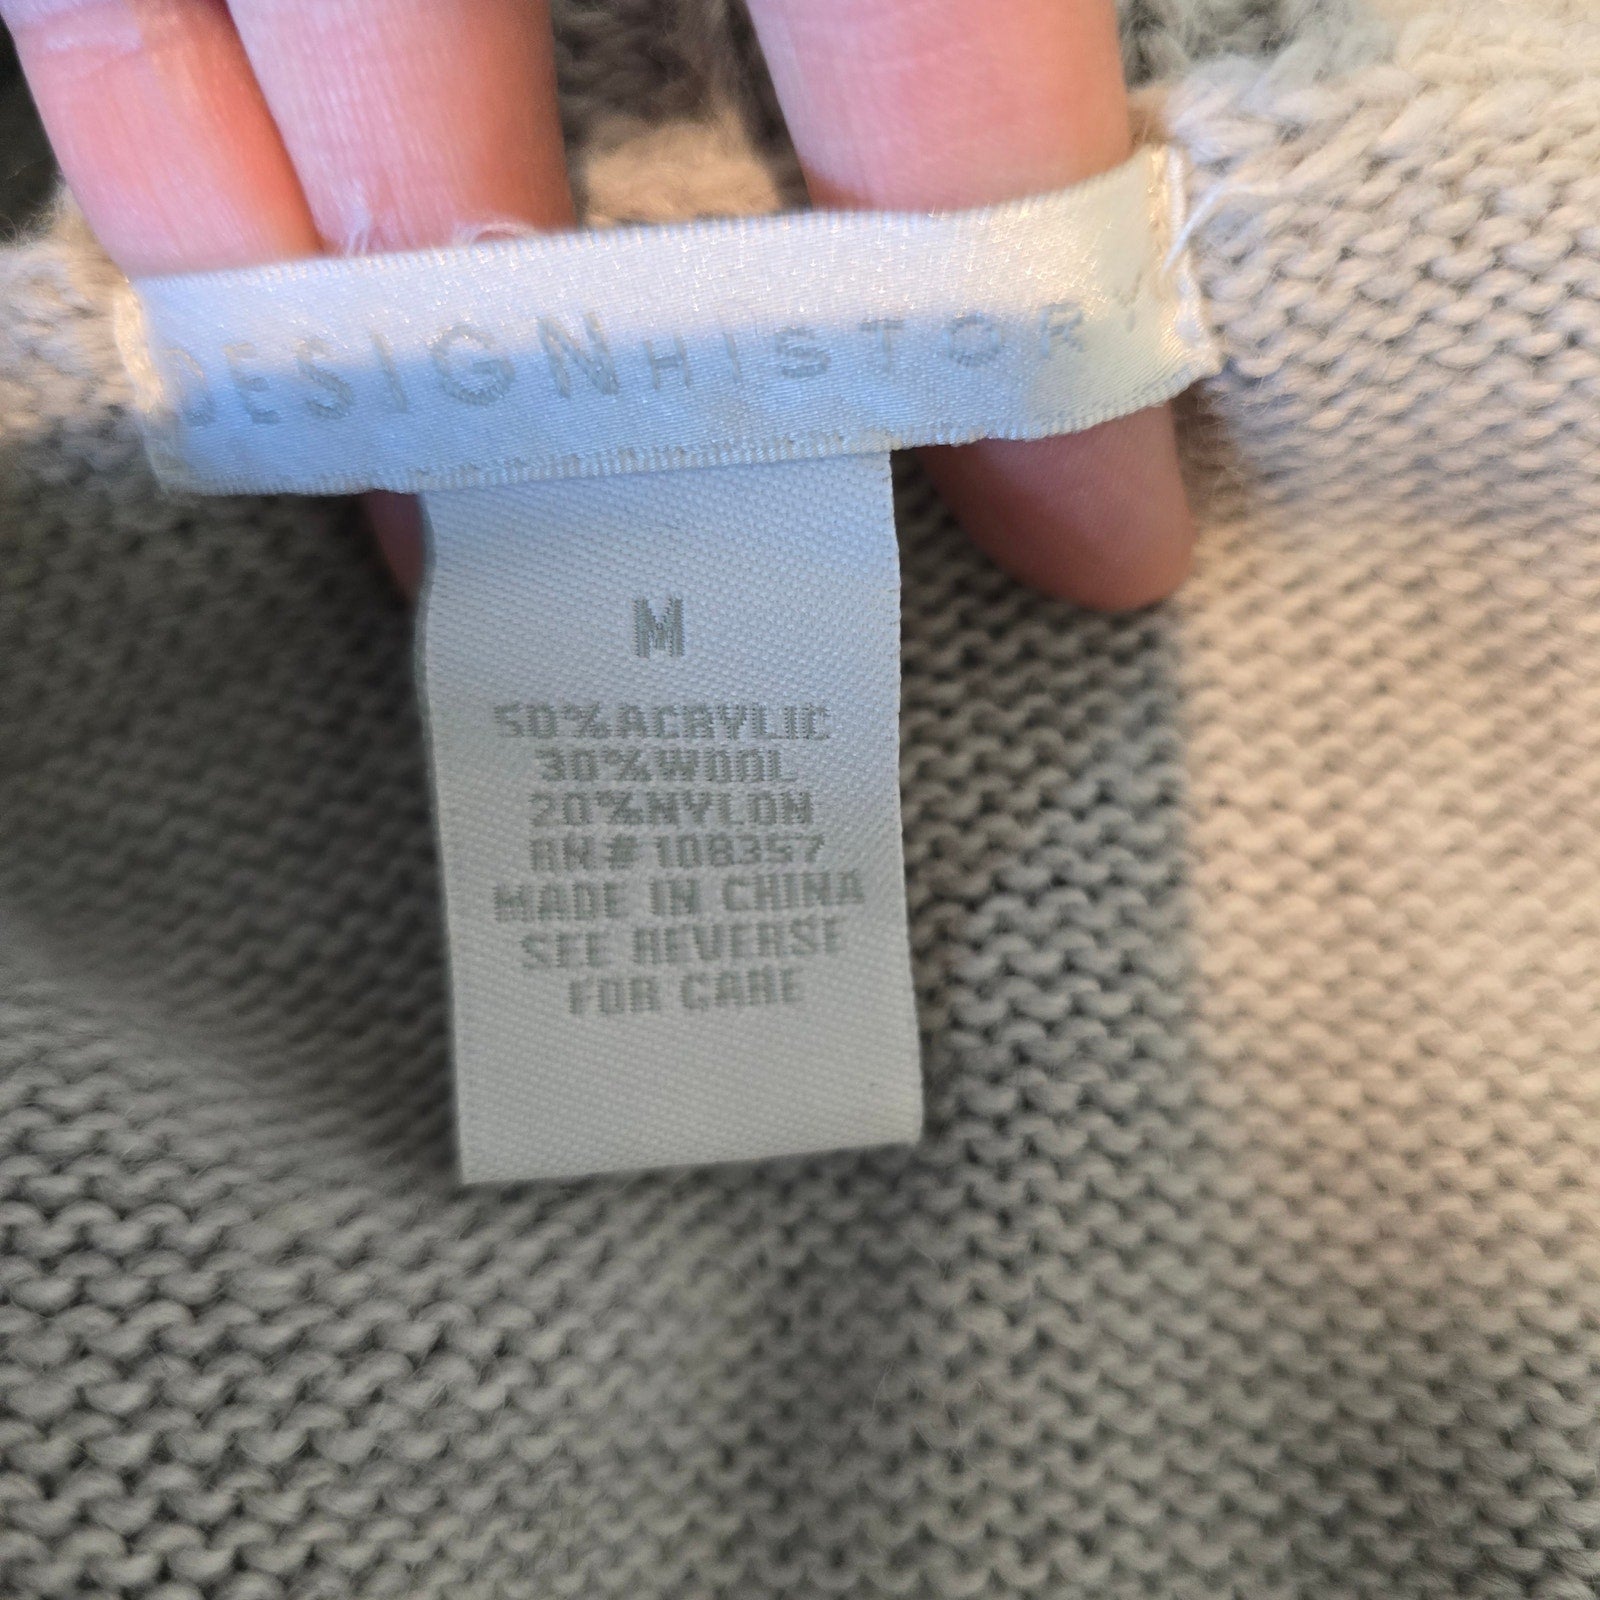 DESIGNHISTORY
M
50%ACRYLIC
30%WOOL
20%NYLON
RN#108357
MADE IN CHINA
SEE REVERSE
FOR CARE